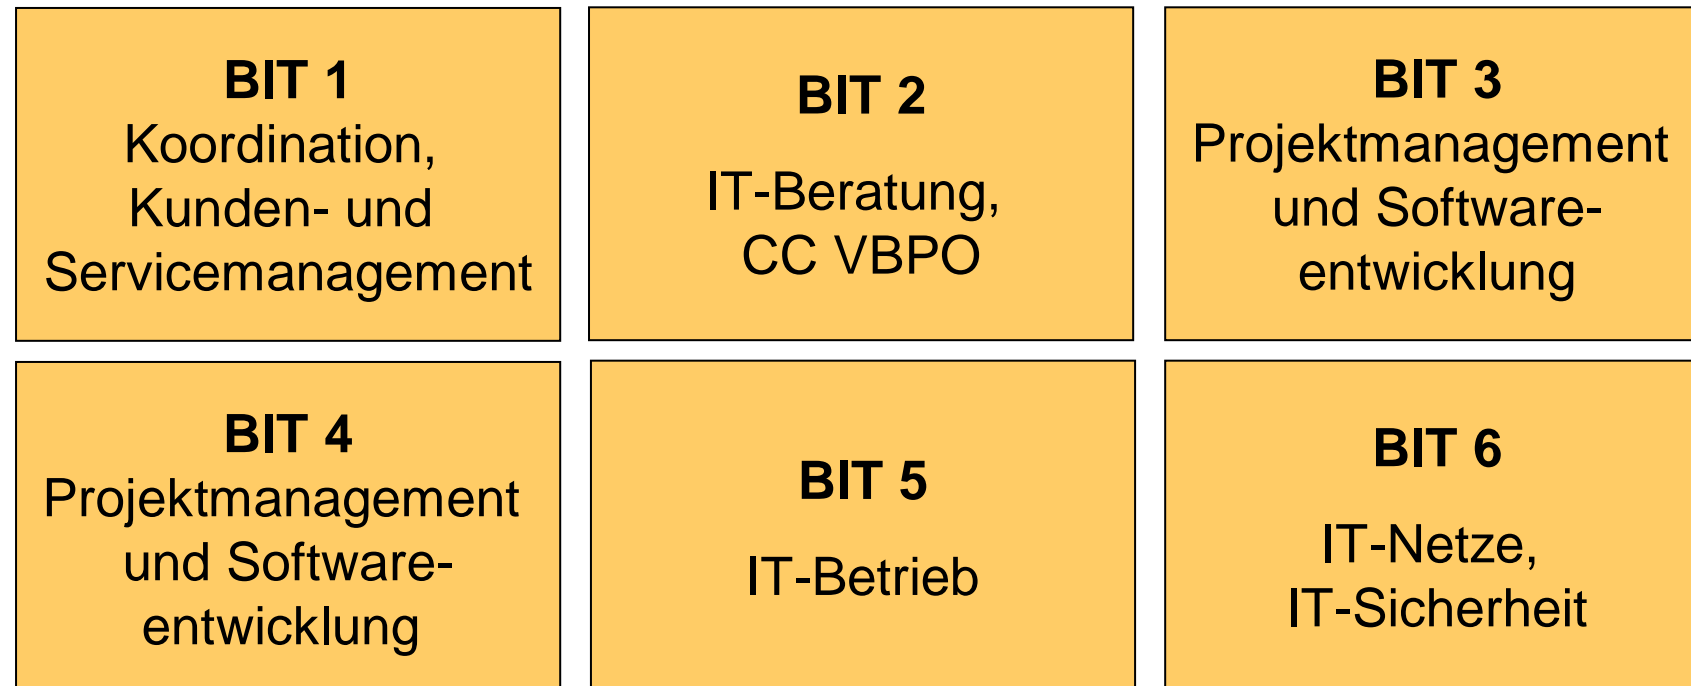 BIT 1
Koordination,
Kunden- und
Servicemanagement
BIT 2
IT-Beratung,
CC VBPO
BIT 3
Projektmanagement
und Software-
entwicklung
BIT 4
Projektmanagement
und Software-
entwicklung
BIT 5
IT-Betrieb
BIT 6
IT-Netze,
IT-Sicherheit